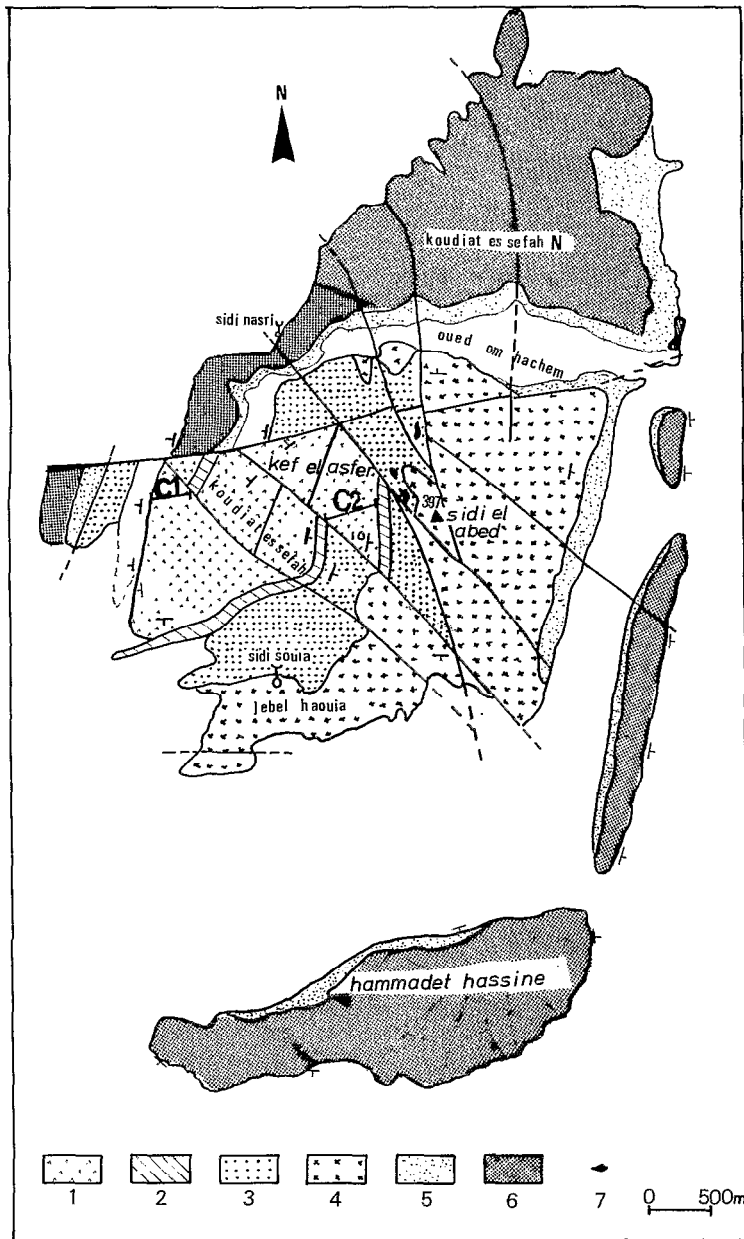 N
koudiat es sefah N
sidi nasri
oued om hachem
kef el asfer
C1
C2
koudiat es sefah
397
sidi el
abed
10
sidi souia
jebel haouia
hammadet hassine
1 2 3 4 5 6 7
0 500m